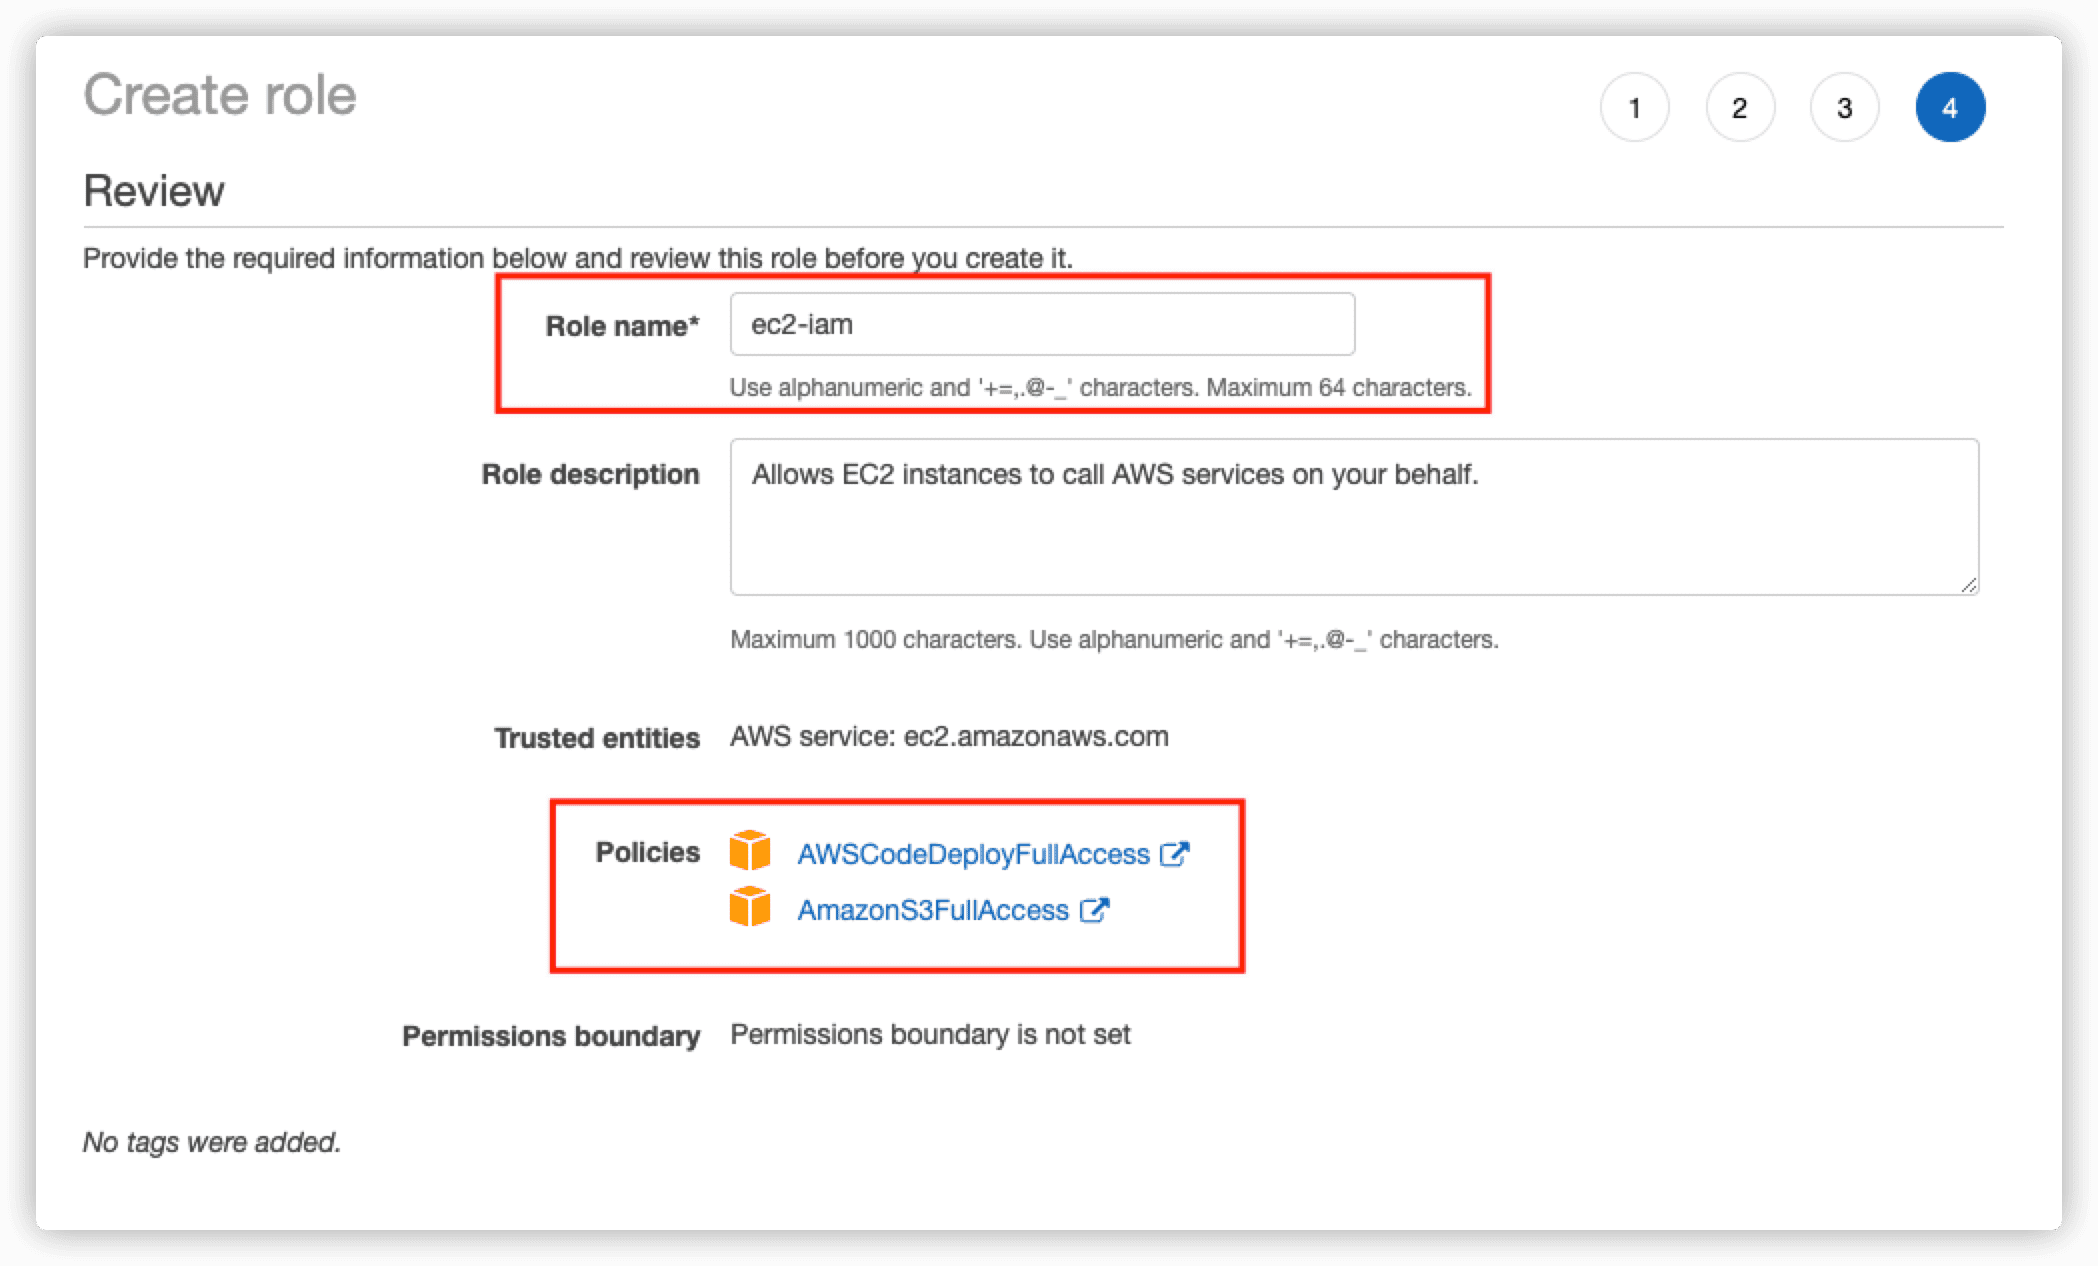 Create role
1 2 3 4
Review
Provide the required information below and review this role before you create it.
Role name* ec2-iam
Use alphanumeric and '+=,.@-_' characters. Maximum 64 characters.
Role description Allows EC2 instances to call AWS services on your behalf.
Maximum 1000 characters. Use alphanumeric and '+=,.@-_' characters.
Trusted entities AWS service: ec2.amazonaws.com
Policies AWSCodeDeployFullAccess
AmazonS3FullAccess
Permissions boundary Permissions boundary is not set
No tags were added.